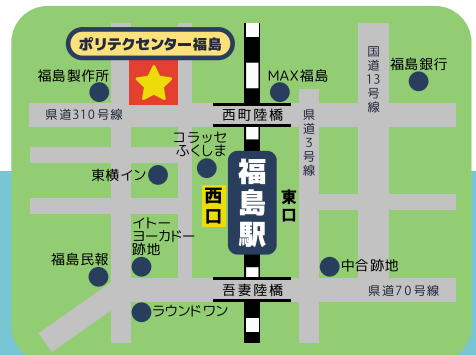 ポリテクセンター福島
福島製作所
MAX福島
国道13号線
福島銀行
県道310号線
西町陸橋
県道3号線
コラッセ
ふくしま
東横イン
福島駅
西口
東口
イトー
ヨーカドー
跡地
福島民報
中合跡地
吾妻陸橋
県道70号線
ラウンドワン